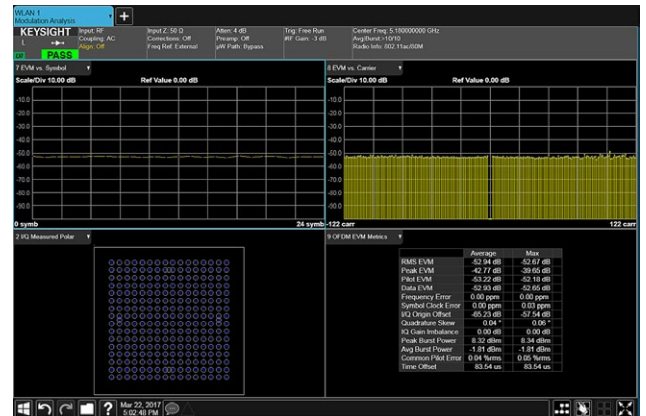 WLAN 1
Modulation Analysis
+
KEYSIGHT
L
PASS
Input: RF
Coupling: AC
Align: Off
Input Z: 50 Ω
Corrections: Off
Freq Ref: External
Atten: 4 dB
Preamp: Off
µW Path: Bypass
Trig: Free Run
#IF Gain: -3 dB
Center Freq: 5.180000000 GHz
Avg|Burst:>10/10
Radio Info: 802.11ac/80M
7 EVM vs. Symbol
Scale/Div 10.00 dB
Ref Value 0.00 dB
-10.0
-20.0
-30.0
-40.0
-50.0
-60.0
-70.0
-80.0
-90.0
0 symb
24 symb
8 EVM vs. Carrier
Scale/Div 10.00 dB
Ref Value 0.00 dB
-10.0
-20.0
-30.0
-40.0
-50.0
-60.0
-70.0
-80.0
-90.0
-122 carr
122 carr
2 I/Q Measured Polar
9 OFDM EVM Metrics
Average Max
RMS EVM -52.94 dB -52.67 dB
Peak EVM -42.77 dB -39.65 dB
Pilot EVM -53.22 dB -52.18 dB
Data EVM -52.93 dB -52.65 dB
Frequency Error 0.00 ppm 0.00 ppm
Symbol Clock Error 0.00 ppm 0.03 ppm
I/Q Origin Offset -65.23 dB -57.54 dB
Quadrature Skew 0.04 ° 0.06 °
IQ Gain Imbalance 0.00 dB 0.00 dB
Peak Burst Power 8.32 dBm 8.34 dBm
Avg Burst Power -1.81 dBm -1.81 dBm
Common Pilot Error 0.04 %rms 0.05 %rms
Time Offset 83.54 us 83.54 us
?
Mar 22, 2017
5:02:48 PM